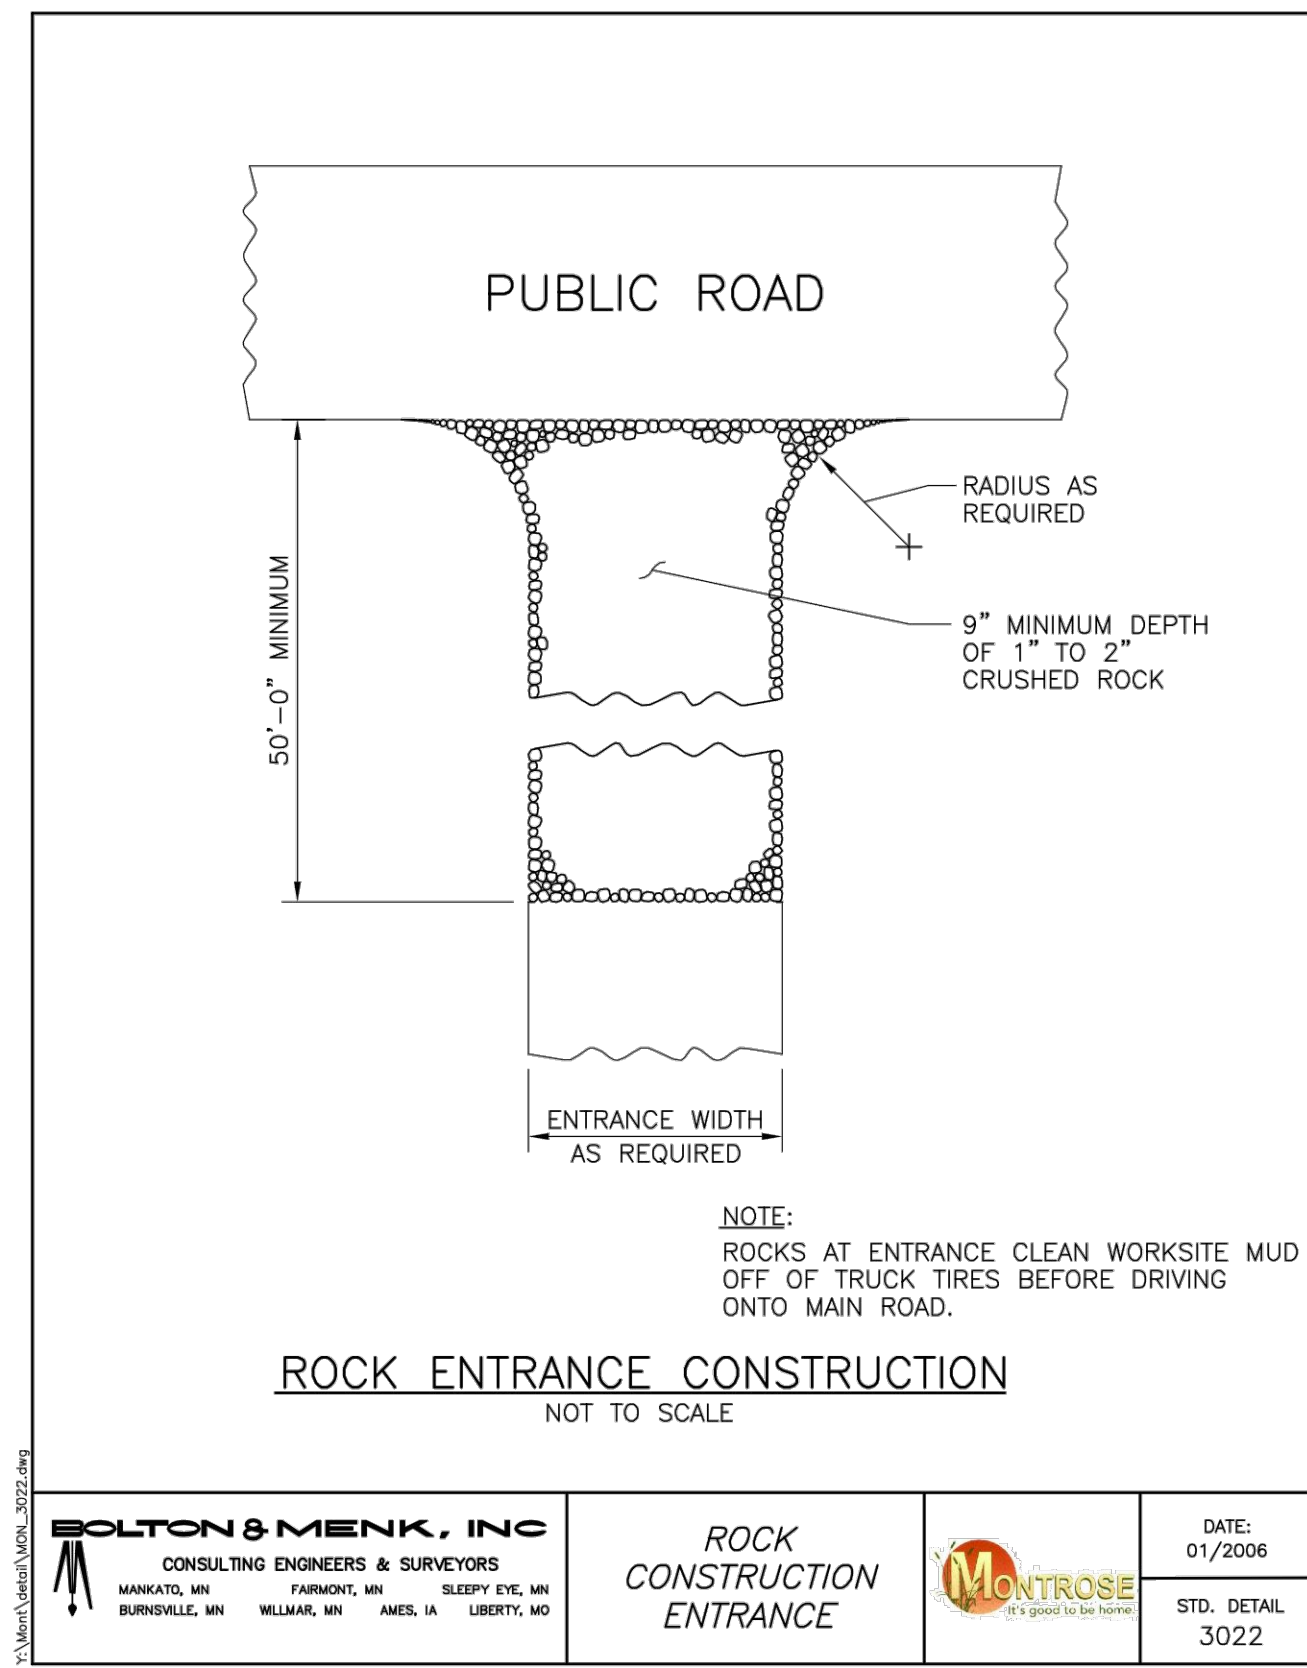 PUBLIC ROAD
RADIUS AS
REQUIRED
50'-0" MINIMUM
9" MINIMUM DEPTH
OF 1" TO 2"
CRUSHED ROCK
ENTRANCE WIDTH
AS REQUIRED
NOTE:
ROCKS AT ENTRANCE CLEAN WORKSITE MUD
OFF OF TRUCK TIRES BEFORE DRIVING
ONTO MAIN ROAD.
ROCK ENTRANCE CONSTRUCTION
NOT TO SCALE
Y:\Mont\detail\MON_3022.dwg
BOLTON & MENK, INC
CONSULTING ENGINEERS & SURVEYORS
MANKATO, MN FAIRMONT, MN SLEEPY EYE, MN
BURNSVILLE, MN WILLMAR, MN AMES, IA LIBERTY, MO
ROCK
CONSTRUCTION
ENTRANCE
MONTROSE
It's good to be home.
DATE:
01/2006
STD. DETAIL
3022